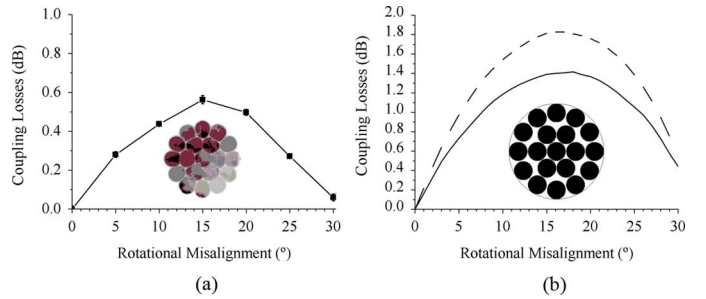 1.0
0.8
0.6
0.4
0.2
0.0
Coupling Losses (dB)
0 5 10 15 20 25 30
Rotational Misalignment (º)
(a)
2.0
1.8
1.6
1.4
1.2
1.0
0.8
0.6
0.4
0.2
0.0
Coupling Losses (dB)
0 5 10 15 20 25 30
Rotational Misalignment (º)
(b)